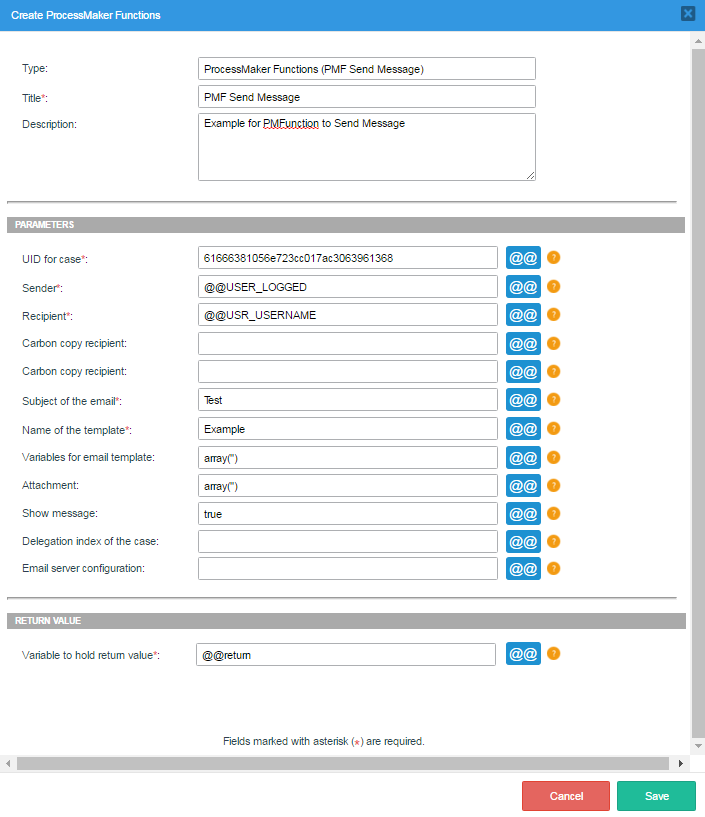 Create ProcessMaker Functions
Type: ProcessMaker Functions (PMF Send Message)
Title*: PMF Send Message
Description: Example for PMFunction to Send Message
PARAMETERS
UID for case*: 61666381056e723cc017ac3063961368 @@ ?
Sender*: @@USER_LOGGED @@ ?
Recipient*: @@USR_USERNAME @@ ?
Carbon copy recipient: @@ ?
Carbon copy recipient: @@ ?
Subject of the email*: Test @@ ?
Name of the template*: Example @@ ?
Variables for email template: array('') @@ ?
Attachment: array('') @@ ?
Show message: true @@ ?
Delegation index of the case: @@ ?
Email server configuration: @@ ?
RETURN VALUE
Variable to hold return value*: @@return @@ ?
Fields marked with asterisk (*) are required.
Cancel Save